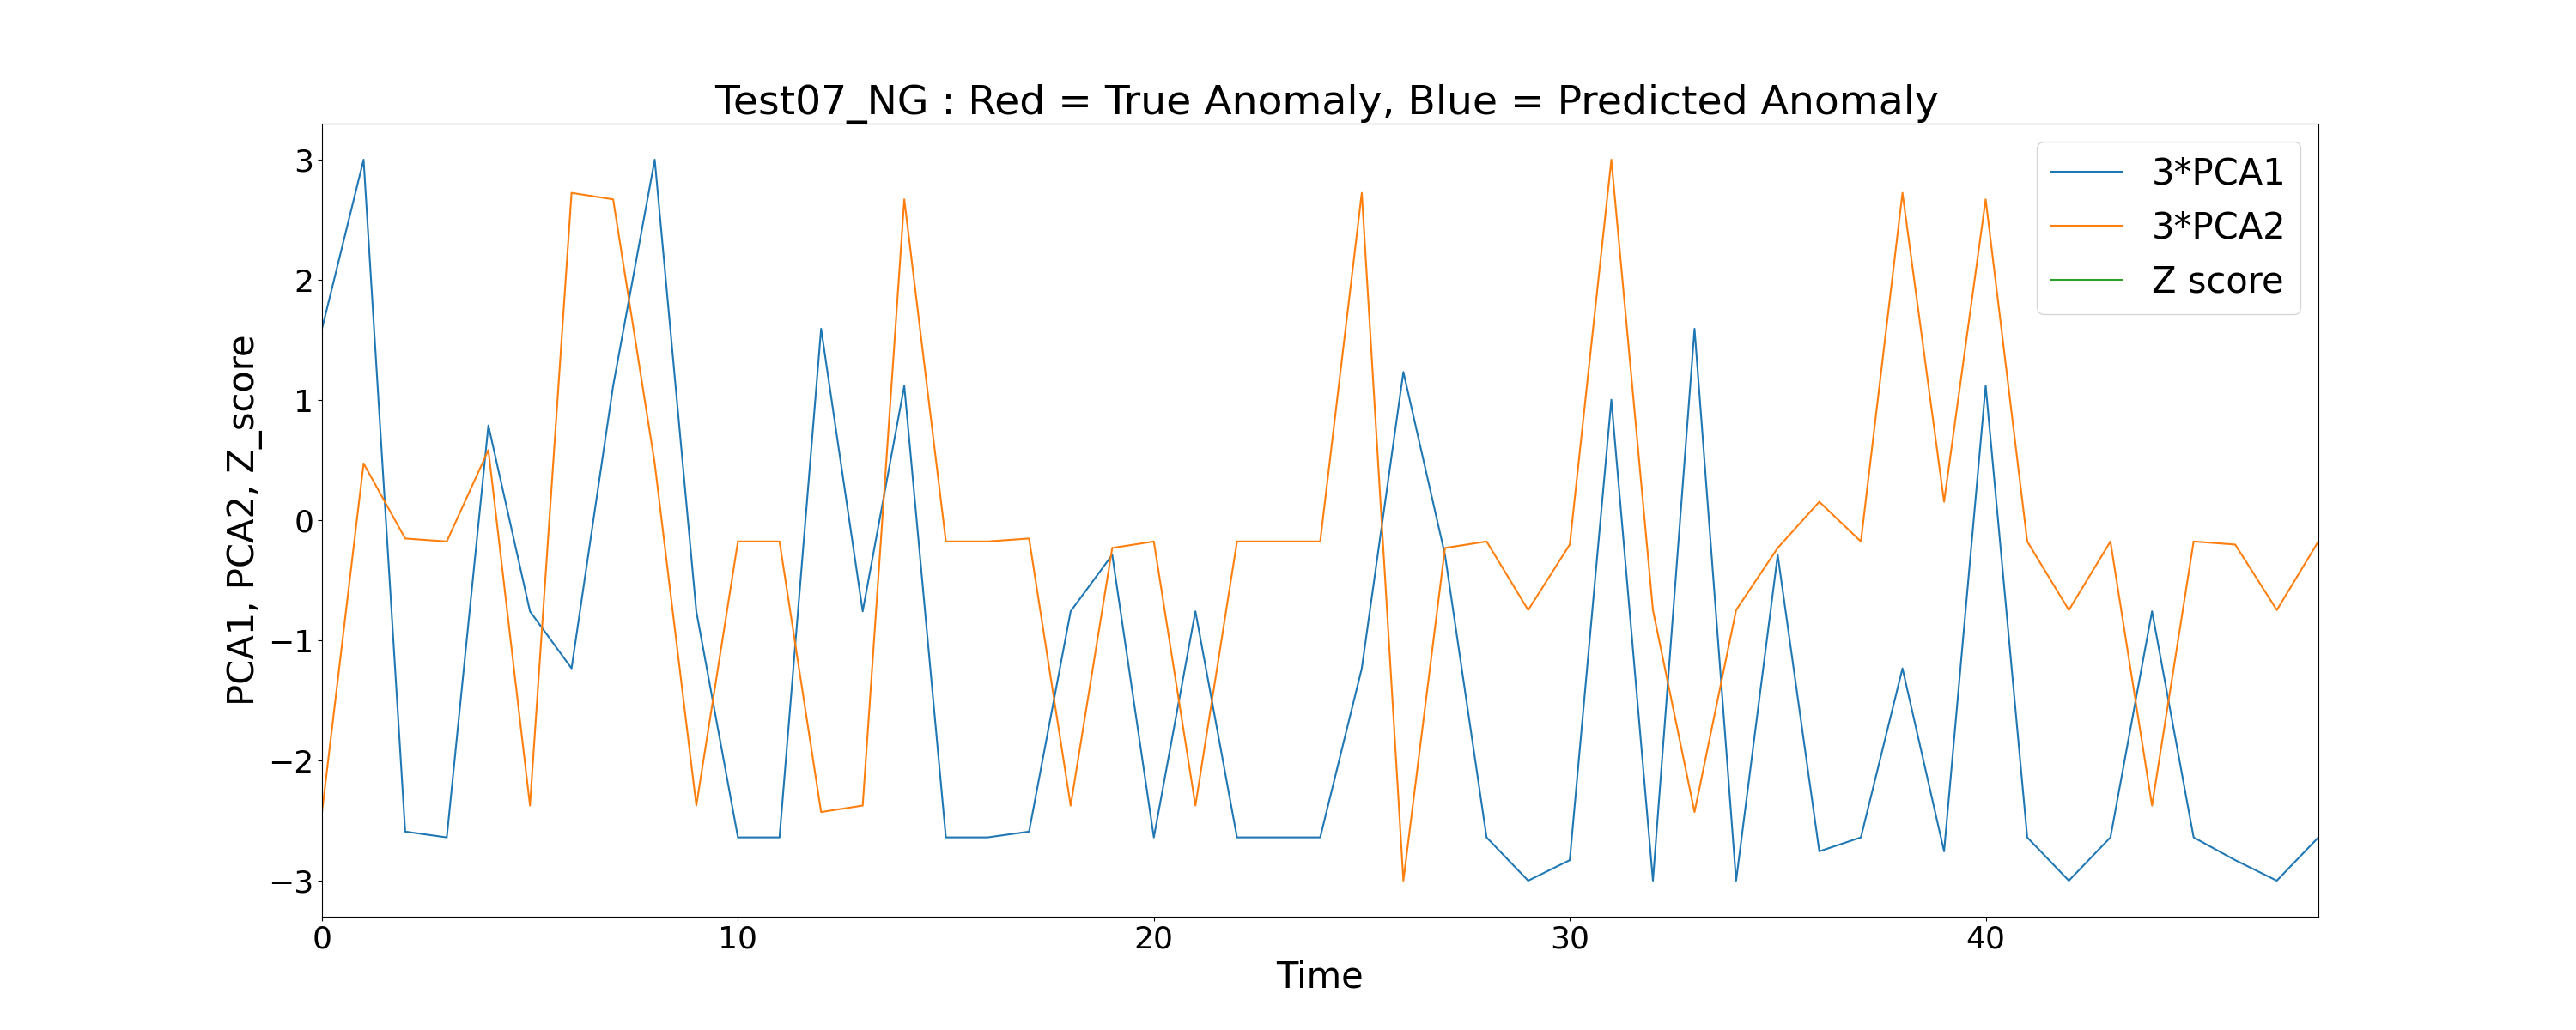 Test07_NG : Red = True Anomaly, Blue = Predicted Anomaly
3*PCA1
3*PCA2
Z score
PCA1, PCA2, Z_score
3
2
1
0
−1
−2
−3
0 10 20 30 40
Time